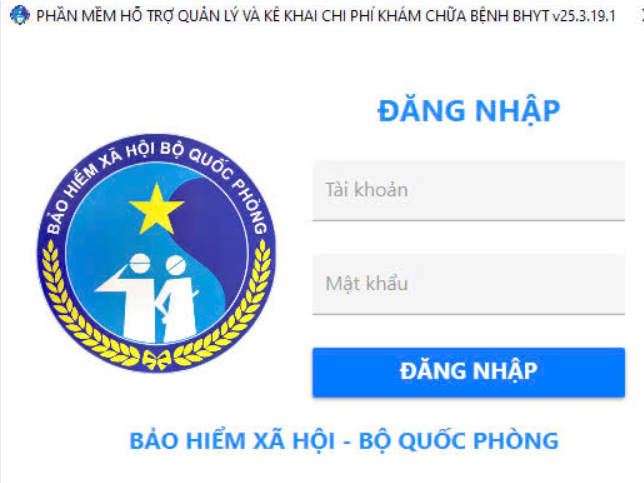 PHẦN MỀM HỖ TRỢ QUẢN LÝ VÀ KÊ KHAI CHI PHÍ KHÁM CHỮA BỆNH BHYT v25.3.19.1
ĐĂNG NHẬP
BẢO HIỂM XÃ HỘI BỘ QUỐC PHÒNG
Tài khoản
Mật khẩu
ĐĂNG NHẬP
BẢO HIỂM XÃ HỘI - BỘ QUỐC PHÒNG